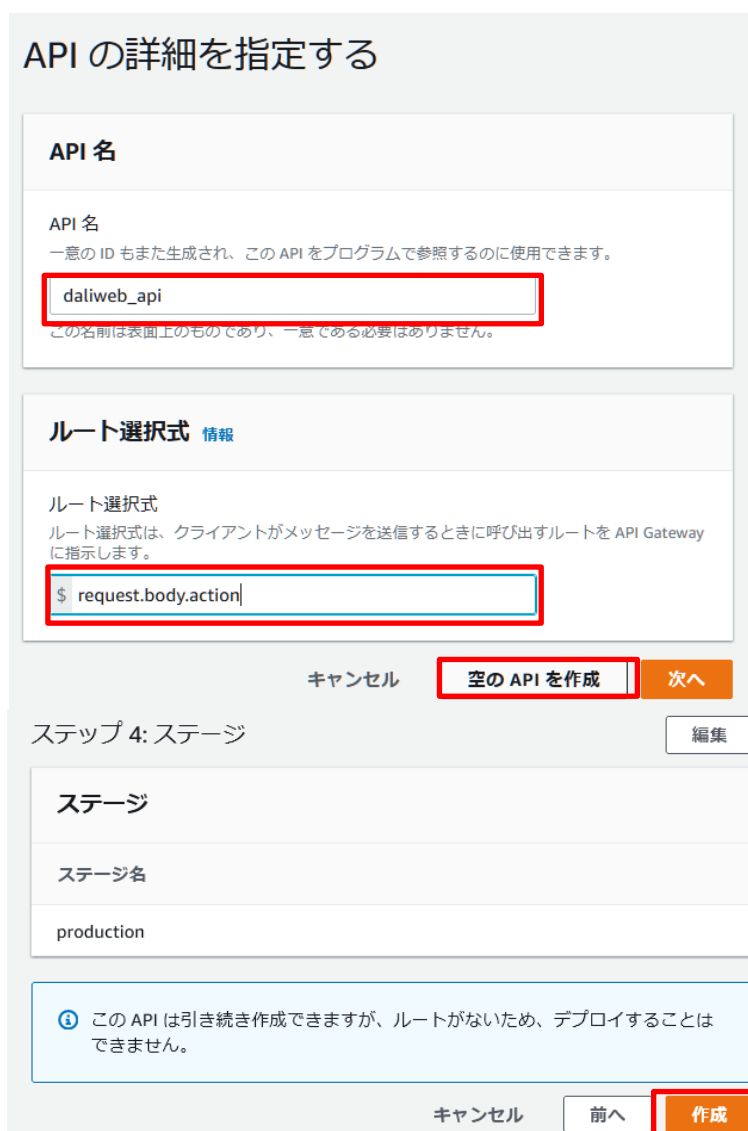 API の詳細を指定する
API 名
API 名
一意の ID もまた生成され、この API をプログラムで参照するのに使用できます。
daliweb_api
この名前は表面上のものであり、一意である必要はありません。
ルート選択式 情報
ルート選択式
ルート選択式は、クライアントがメッセージを送信するときに呼び出すルートを API Gateway
に指示します。
$ request.body.action
キャンセル 空の API を作成 次へ
ステップ 4: ステージ 編集
ステージ
ステージ名
production
この API は引き続き作成できますが、ルートがないため、デプロイすることは
できません。
キャンセル 前へ 作成